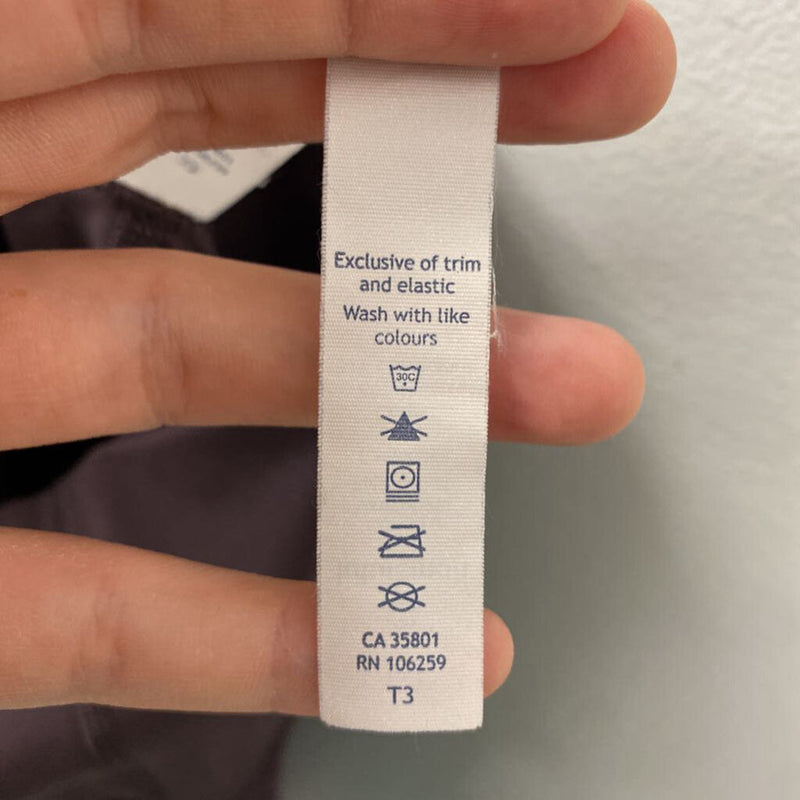 Exclusive of trim
and elastic
Wash with like
colours
30C
CA 35801
RN 106259
T3